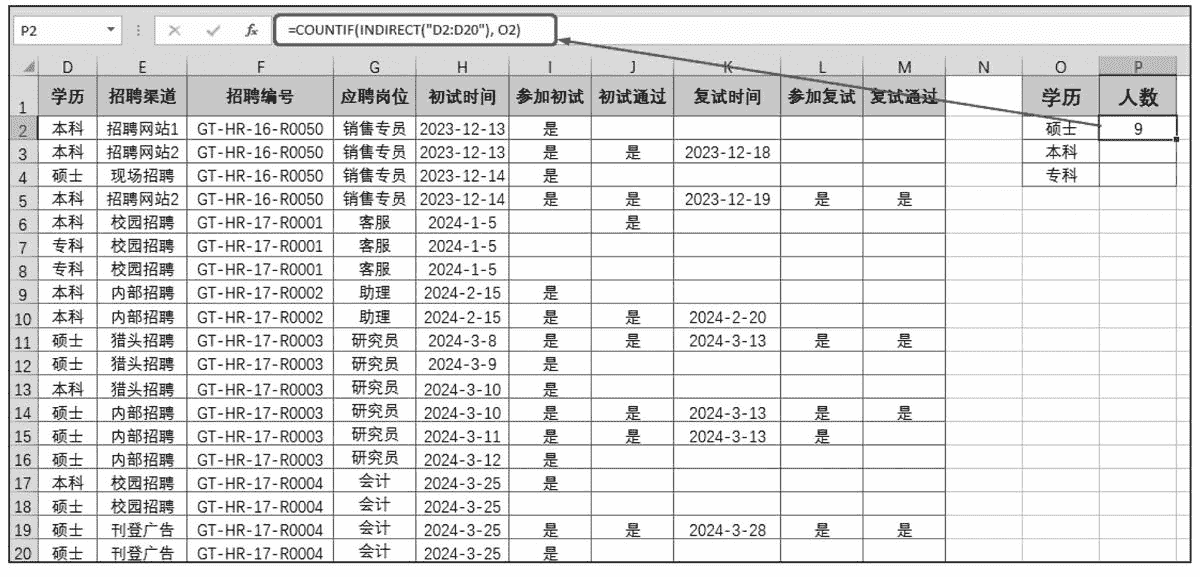 P2 fx =COUNTIF(INDIRECT("D2:D20"), O2)
D E F G H I J K L M N O P
1 学历 招聘渠道 招聘编号 应聘岗位 初试时间 参加初试 初试通过 复试时间 参加复试 复试通过 学历 人数
2 本科 招聘网站1 GT-HR-16-R0050 销售专员 2023-12-13 是 硕士 9
3 本科 招聘网站2 GT-HR-16-R0050 销售专员 2023-12-13 是 是 2023-12-18 本科
4 硕士 现场招聘 GT-HR-16-R0050 销售专员 2023-12-14 是 专科
5 本科 招聘网站2 GT-HR-16-R0050 销售专员 2023-12-14 是 是 2023-12-19 是 是
6 本科 校园招聘 GT-HR-17-R0001 客服 2024-1-5 是
7 专科 校园招聘 GT-HR-17-R0001 客服 2024-1-5
8 专科 校园招聘 GT-HR-17-R0001 客服 2024-1-5
9 本科 内部招聘 GT-HR-17-R0002 助理 2024-2-15 是
10 本科 内部招聘 GT-HR-17-R0002 助理 2024-2-15 是 是 2024-2-20
11 硕士 猎头招聘 GT-HR-17-R0003 研究员 2024-3-8 是 是 2024-3-13 是 是
12 硕士 猎头招聘 GT-HR-17-R0003 研究员 2024-3-9 是
13 本科 猎头招聘 GT-HR-17-R0003 研究员 2024-3-10 是
14 硕士 内部招聘 GT-HR-17-R0003 研究员 2024-3-10 是 是 2024-3-13 是 是
15 硕士 内部招聘 GT-HR-17-R0003 研究员 2024-3-11 是 是 2024-3-13 是
16 硕士 内部招聘 GT-HR-17-R0003 研究员 2024-3-12 是
17 本科 校园招聘 GT-HR-17-R0004 会计 2024-3-25 是
18 硕士 校园招聘 GT-HR-17-R0004 会计 2024-3-25
19 硕士 刊登广告 GT-HR-17-R0004 会计 2024-3-25 是 是 2024-3-28 是 是
20 硕士 刊登广告 GT-HR-17-R0004 会计 2024-3-25 是